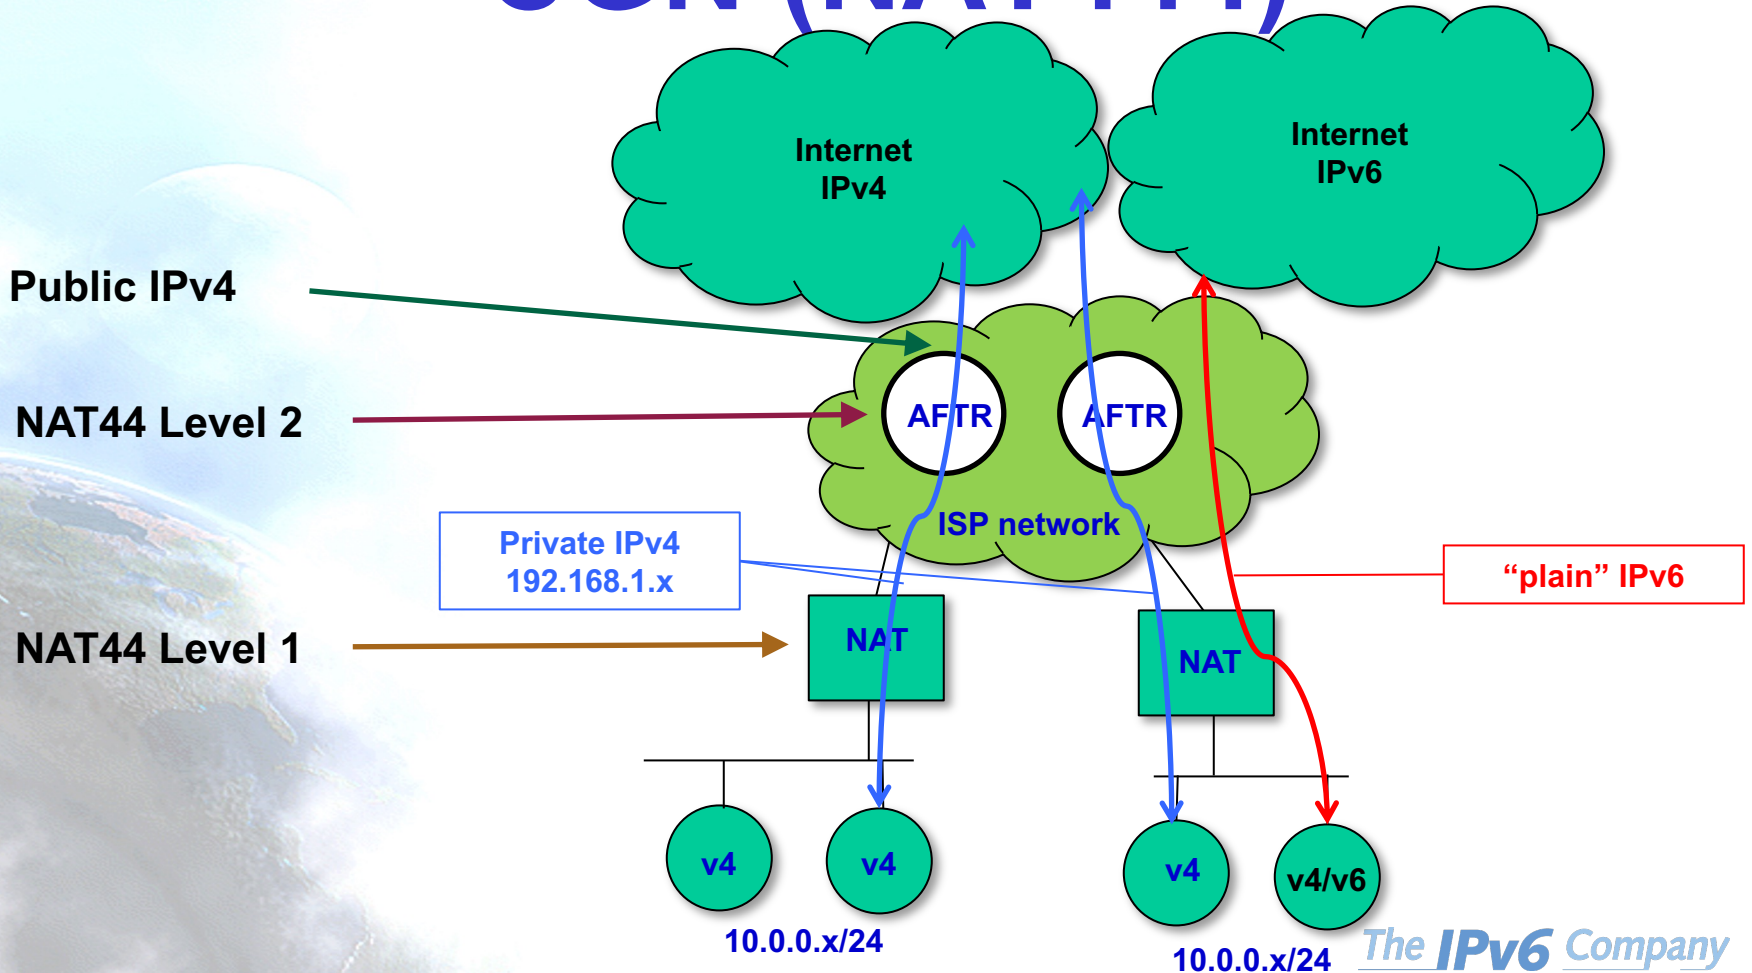 Internet
IPv4
Internet
IPv6
Public IPv4
NAT44 Level 2
AFTR
AFTR
ISP network
Private IPv4
192.168.1.x
“plain” IPv6
NAT44 Level 1
NAT
NAT
v4
v4
v4
v4/v6
10.0.0.x/24
10.0.0.x/24
The IPv6 Company